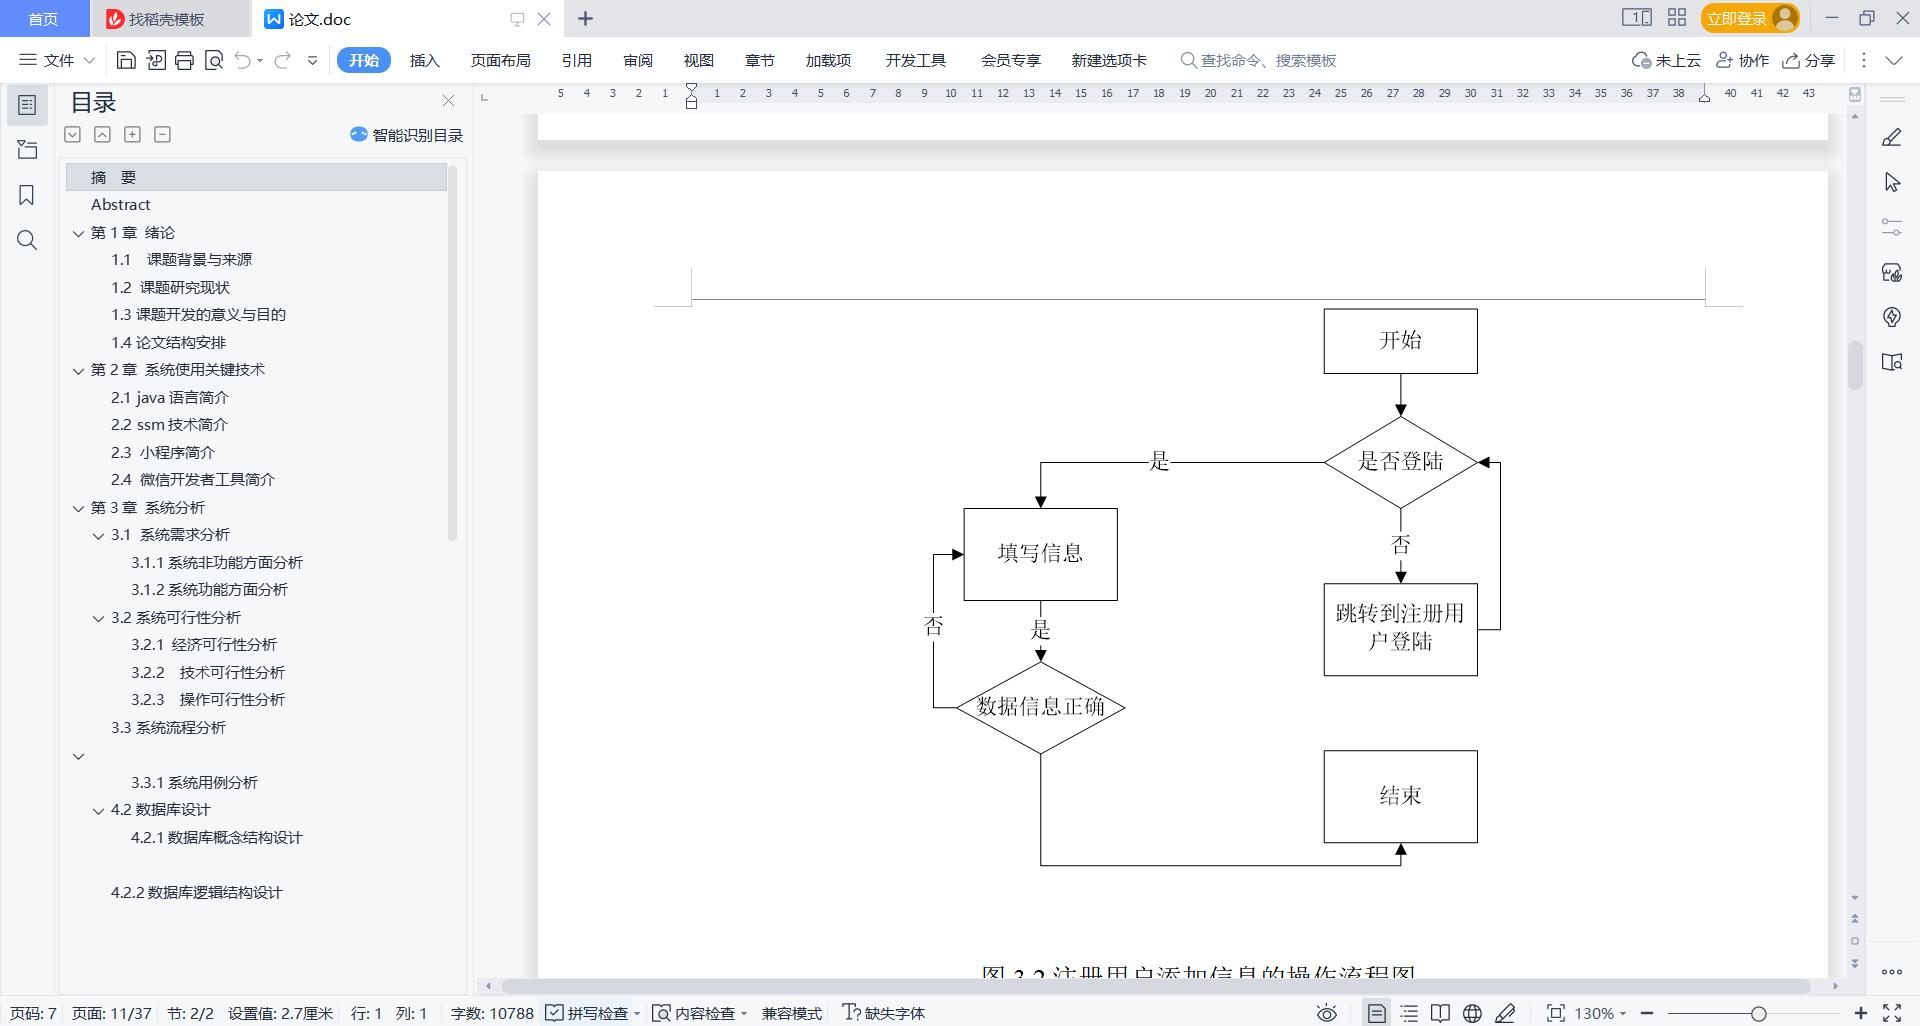 首页
找稻壳模板
论文.doc
1
立即登录
文件
开始
插入
页面布局
引用
审阅
视图
章节
加载项
开发工具
会员专享
新建选项卡
查找命令、搜索模板
未上云
协作
分享
目录
智能识别目录
摘 要
Abstract
第 1 章 绪论
1.1 课题背景与来源
1.2 课题研究现状
1.3 课题开发的意义与目的
1.4 论文结构安排
第 2 章 系统使用关键技术
2.1 java 语言简介
2.2 ssm 技术简介
2.3 小程序简介
2.4 微信开发者工具简介
第 3 章 系统分析
3.1 系统需求分析
3.1.1 系统非功能方面分析
3.1.2 系统功能方面分析
3.2 系统可行性分析
3.2.1 经济可行性分析
3.2.2 技术可行性分析
3.2.3 操作可行性分析
3.3 系统流程分析
3.3.1 系统用例分析
4.2 数据库设计
4.2.1 数据库概念结构设计
4.2.2 数据库逻辑结构设计
5 4 3 2 1 1 2 3 4 5 6 7 8 9 10 11 12 13 14 15 16 17 18 19 20 21 22 23 24 25 26 27 28 29 30 31 32 33 34 35 36 37 38 40 41 42 43
开始
是否登陆
是
否
填写信息
跳转到注册用
户登陆
否
是
数据信息正确
结束
图 3.2 注册用户添加信息的操作流程图
页码: 7 页面: 11/37 节: 2/2 设置值: 2.7厘米 行: 1 列: 1 字数: 10788 拼写检查 内容检查 兼容模式 缺失字体 130%